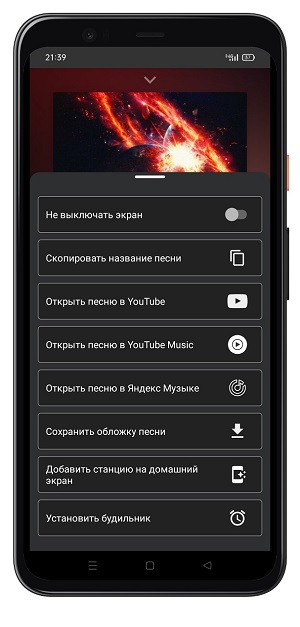 21:39
Не выключать экран
Скопировать название песни
Открыть песню в YouTube
Открыть песню в YouTube Music
Открыть песню в Яндекс Музыке
Сохранить обложку песни
Добавить станцию на домашний
экран
Установить будильник